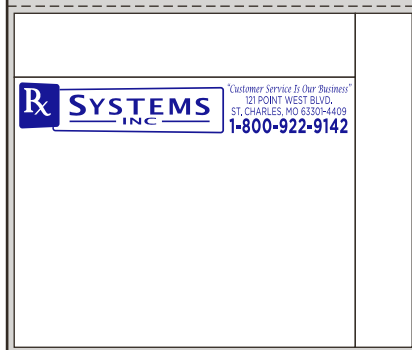 Rx SYSTEMS
INC
"Customer Service Is Our Business"
121 POINT WEST BLVD.
ST. CHARLES, MO 63301-4409
1-800-922-9142